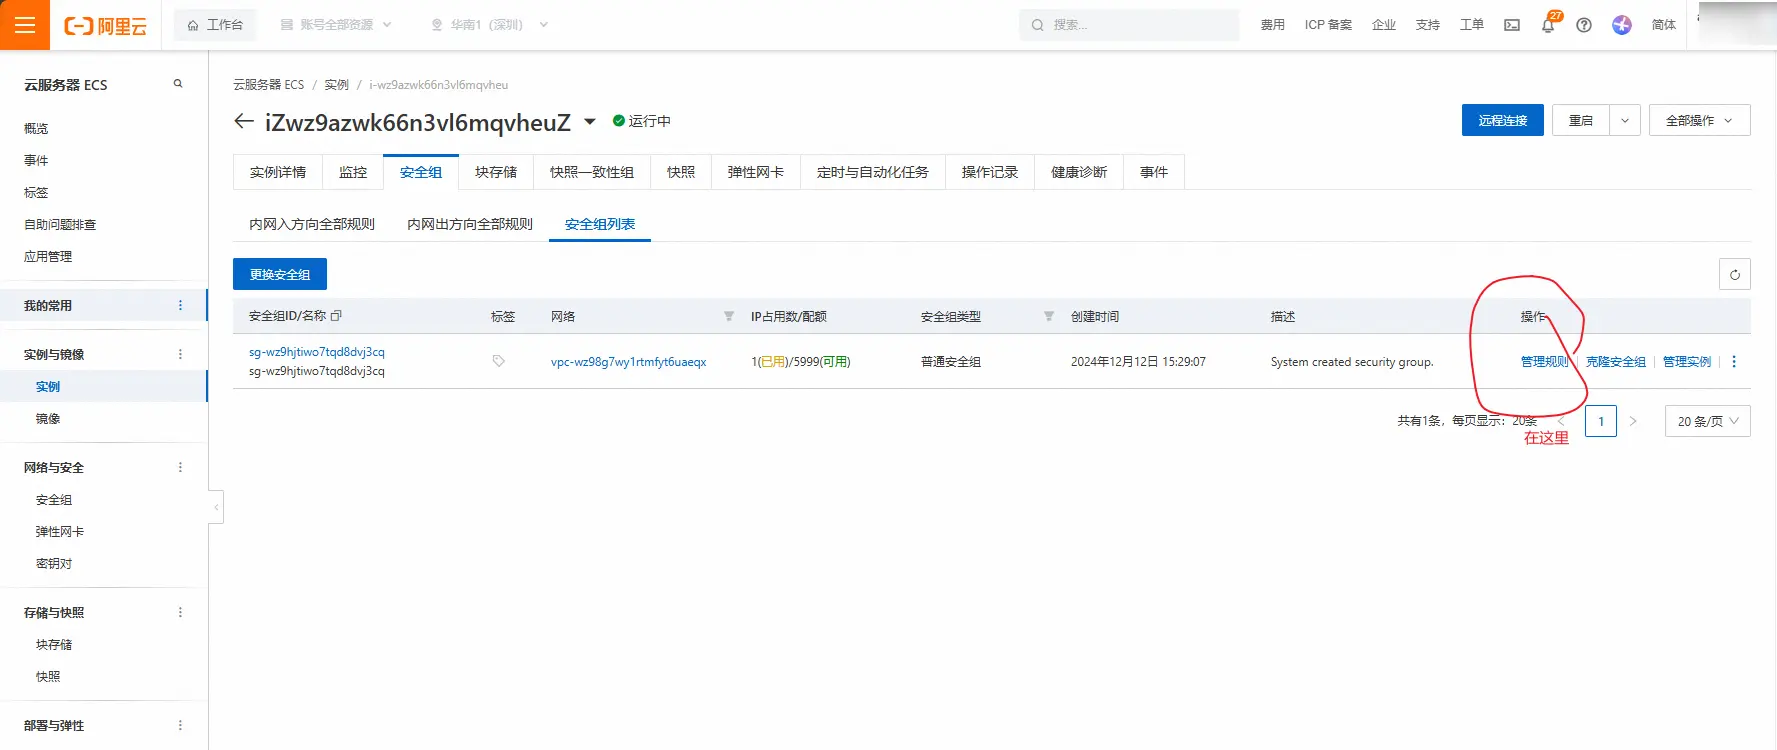 阿里云
工作台
账号全部资源
华南1（深圳）
搜索...
费用
ICP 备案
企业
支持
工单
27
简体
云服务器 ECS
概览
事件
标签
自助问题排查
应用管理
我的常用
实例与镜像
实例
镜像
网络与安全
安全组
弹性网卡
密钥对
存储与快照
块存储
快照
部署与弹性
云服务器 ECS / 实例 / i-wz9azwk66n3vl6mqvheu
iZwz9azwk66n3vl6mqvheuZ 运行中
远程连接 重启 全部操作
实例详情 监控 安全组 块存储 快照一致性组 快照 弹性网卡 定时与自动化任务 操作记录 健康诊断 事件
内网入方向全部规则 内网出方向全部规则 安全组列表
更换安全组
安全组ID/名称 标签 网络 IP占用数/配额 安全组类型 创建时间 描述 操作
sg-wz9hjtiwo7tqd8dvj3cq
sg-wz9hjtiwo7tqd8dvj3cq
vpc-wz98g7wy1rtmfyt6uaeqx 1(已用)/5999(可用) 普通安全组 2024年12月12日 15:29:07 System created security group. 管理规则 克隆安全组 管理实例
共有1条，每页显示：20条 1 20 条/页
在这里